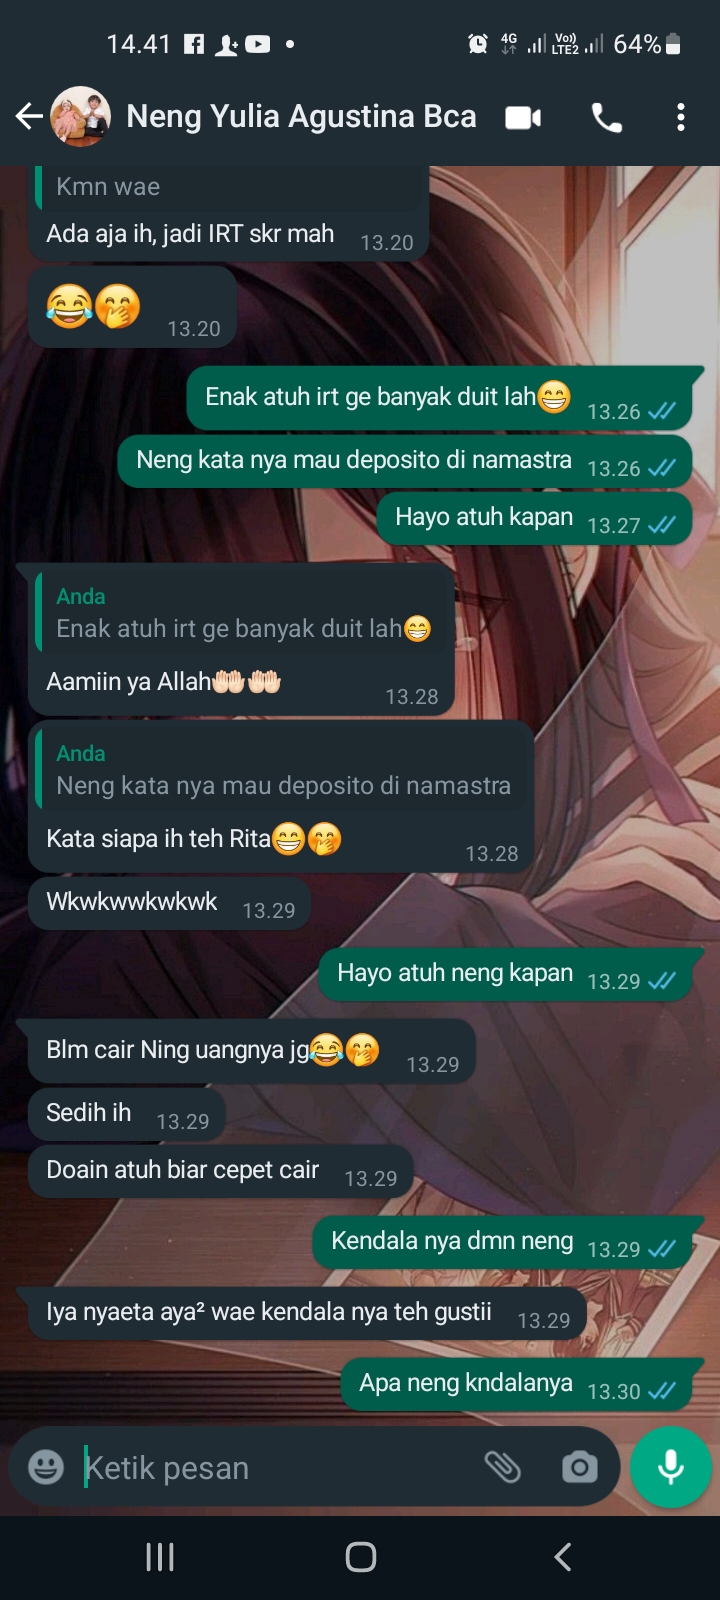 14.41
4G
Vo))
LTE2
64%
Neng Yulia Agustina Bca
Kmn wae
Ada aja ih, jadi IRT skr mah 13.20
😂🤭 13.20
Enak atuh irt ge banyak duit lah😁 13.26
Neng kata nya mau deposito di namastra 13.26
Hayo atuh kapan 13.27
Anda
Enak atuh irt ge banyak duit lah😁
Aamiin ya Allah🤲🏻🤲🏻 13.28
Anda
Neng kata nya mau deposito di namastra
Kata siapa ih teh Rita😁🤭 13.28
Wkwkwwkwkwk 13.29
Hayo atuh neng kapan 13.29
Blm cair Ning uangnya jg😂🤭 13.29
Sedih ih 13.29
Doain atuh biar cepet cair 13.29
Kendala nya dmn neng 13.29
Iya nyaeta aya² wae kendala nya teh gustii 13.29
Apa neng kndalanya 13.30
Ketik pesan